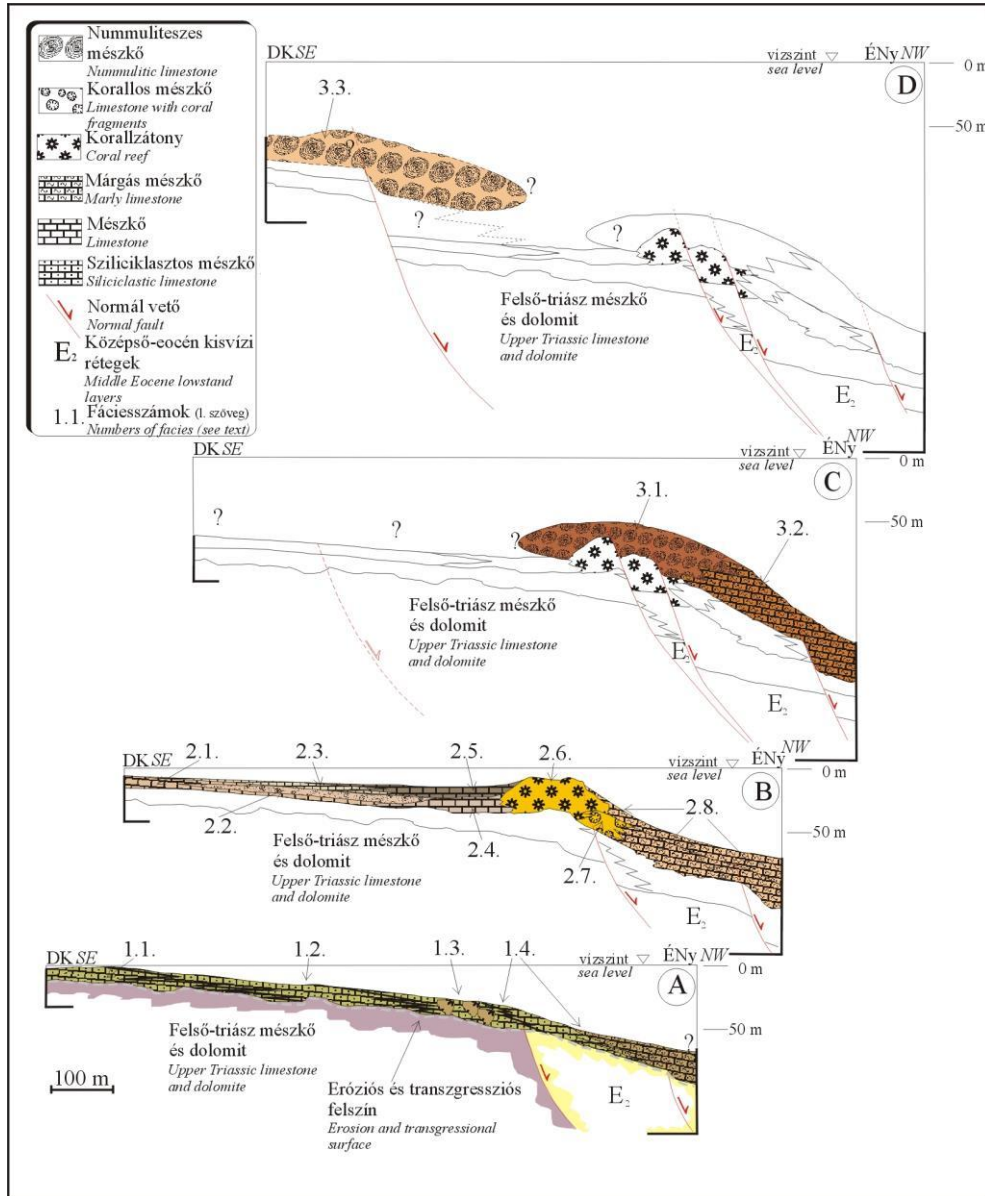 Nummuliteszes
mészkő
Nummulitic limestone
Korallos mészkő
Limestone with coral
fragments
Korallzátony
Coral reef
Márgás mészkő
Marly limestone
Mészkő
Limestone
Sziliciklasztos mészkő
Siliciclastic limestone
Normál vető
Normal fault
E2 Középső-eocén kisvízi
rétegek
Middle Eocene lowstand
layers
1.1. Fáciesszámok (l. szöveg)
Numbers of facies (see text)
DK SE
vízszint
sea level
ÉNy NW
0 m
D
50 m
3.3.
?
?
?
?
Felső-triász mészkő
és dolomit
Upper Triassic limestone
and dolomite
E2
E2
DK SE
vízszint
sea level
ÉNy NW
0 m
C
50 m
3.1.
3.2.
?
?
?
Felső-triász mészkő
és dolomit
Upper Triassic limestone
and dolomite
E2
E2
DK SE
2.1.
2.3.
2.5.
2.6.
vízszint
sea level
ÉNy NW
0 m
B
2.8.
50 m
2.2.
2.4.
2.7.
Felső-triász mészkő
és dolomit
Upper Triassic limestone
and dolomite
E2
DK SE
1.1.
1.2.
1.3.
1.4.
vízszint
sea level
ÉNy NW
0 m
A
50 m
?
Felső-triász mészkő
és dolomit
Upper Triassic limestone
and dolomite
100 m
Eróziós és transzgressziós
felszín
Erosion and transgressional
surface
E2